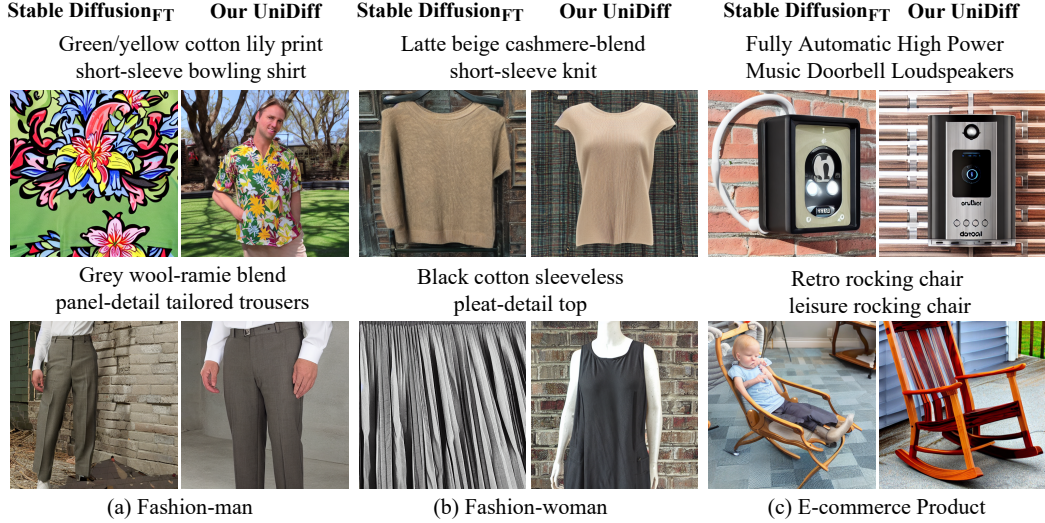 Stable Diffusion_FT Our UniDiff Stable Diffusion_FT Our UniDiff Stable Diffusion_FT Our UniDiff
Green/yellow cotton lily print
short-sleeve bowling shirt
Latte beige cashmere-blend
short-sleeve knit
Fully Automatic High Power
Music Doorbell Loudspeakers
Grey wool-ramie blend
panel-detail tailored trousers
Black cotton sleeveless
pleat-detail top
Retro rocking chair
leisure rocking chair
(a) Fashion-man
(b) Fashion-woman
(c) E-commerce Product